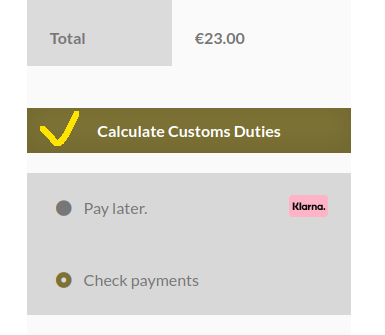 Total
€23.00
Calculate Customs Duties
Pay later.
Klarna.
Check payments